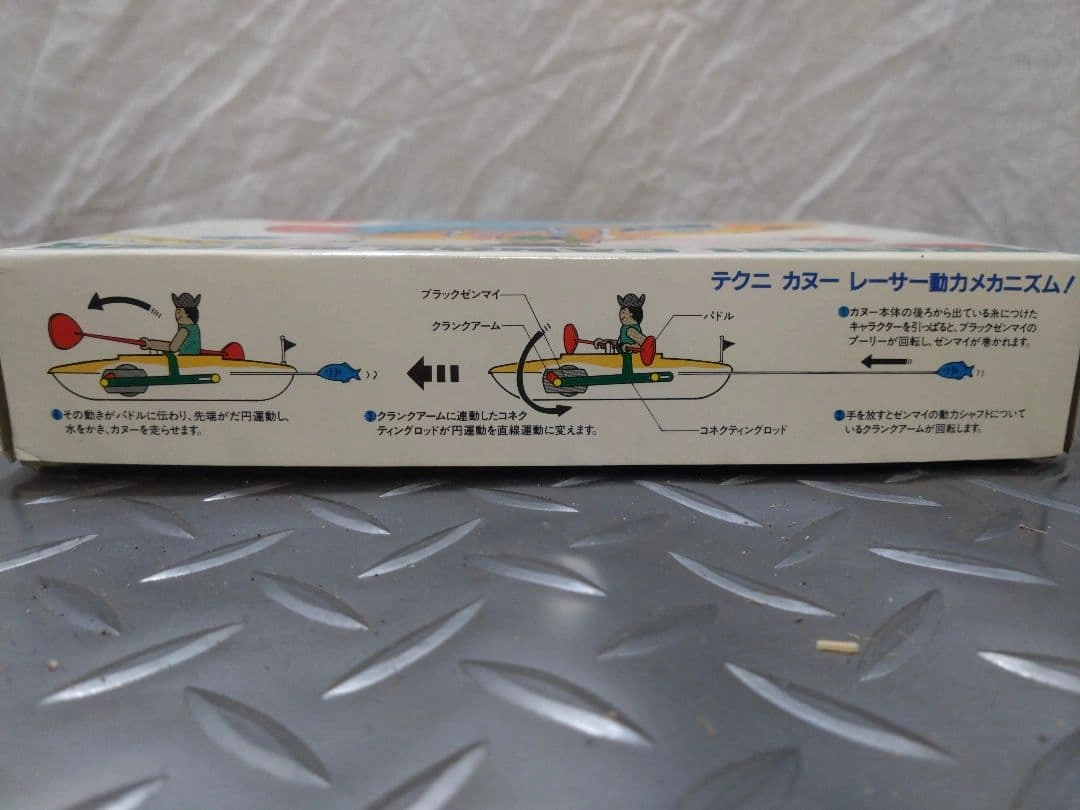 テクニ カヌー レーサー動力メカニズム!
①カヌー本体の後ろから出ている糸につけた
キャラクターを引っぱると、ブラックゼンマイの
プーリーが回転し、ゼンマイが巻かれます。
②手を放すとゼンマイの動力シャフトについて
いるクランクアームが回転します。
ブラックゼンマイ
クランクアーム
パドル
コネクティングロッド
③クランクアームに連動したコネク
ティングロッドが円運動を直線運動に変えます。
④その動きがパドルに伝わり、先端がだ円運動し、
水をかき、カヌーを走らせます。